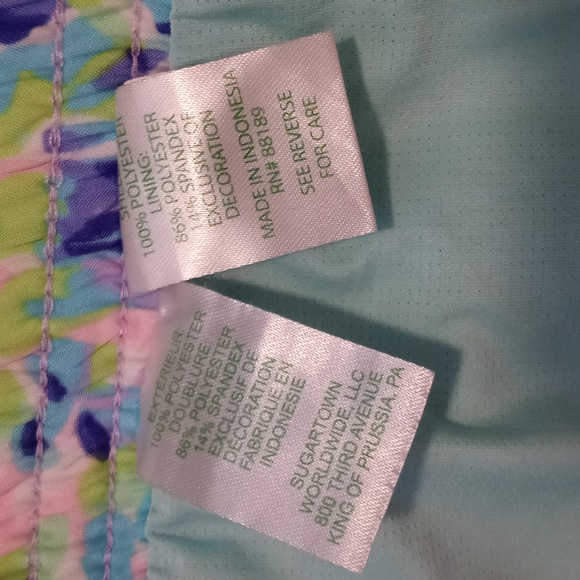 SHELL
100% POLYESTER
LINING:
86% POLYESTER
14% SPANDEX
EXCLUSIVE OF
DECORATION
MADE IN INDONESIA
RN# 88189
SEE REVERSE
FOR CARE
EXTERIEUR
100% POLYESTER
DOUBLURE
86% POLYESTER
14% SPANDEX
EXCLUSIF DE
DECORATION
FABRIQUE EN
INDONESIE
SUGARTOWN
WORLDWIDE, LLC
800 THIRD AVENUE
KING OF PRUSSIA, PA